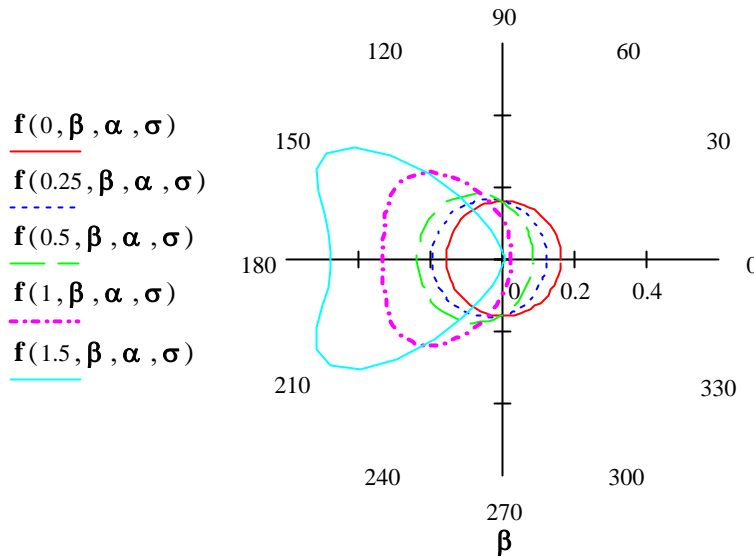 f(0, β, α, σ)
f(0.25, β, α, σ)
f(0.5, β, α, σ)
f(1, β, α, σ)
f(1.5, β, α, σ)
90
120 60
150 30
180 0
0 0.2 0.4
210 330
240 300
270
β